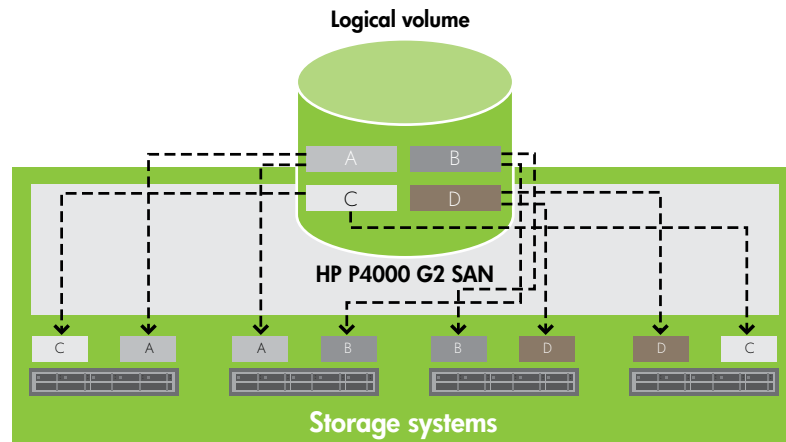 Logical volume
A B
C D
HP P4000 G2 SAN
C A A B B D D C
Storage systems